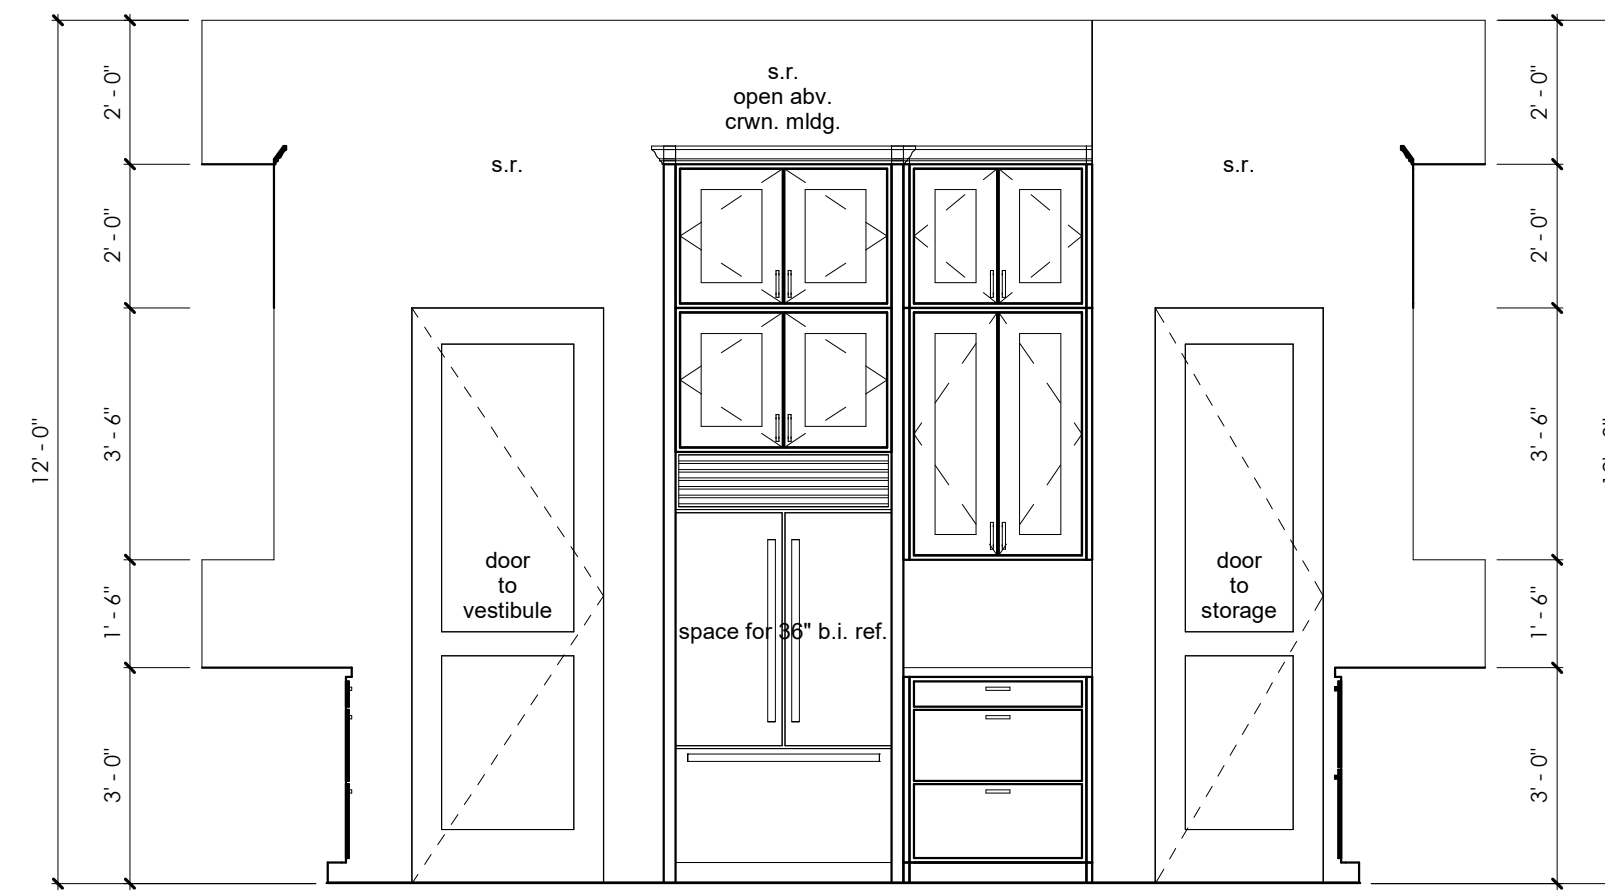 s.r.
open abv.
crwn. mldg.
s.r.
s.r.
door
to
vestibule
space for 36" b.i. ref.
door
to
storage
12' - 0"
2' - 0"
2' - 0"
3' - 6"
1' - 6"
3' - 0"
2' - 0"
2' - 0"
3' - 6"
1' - 6"
3' - 0"